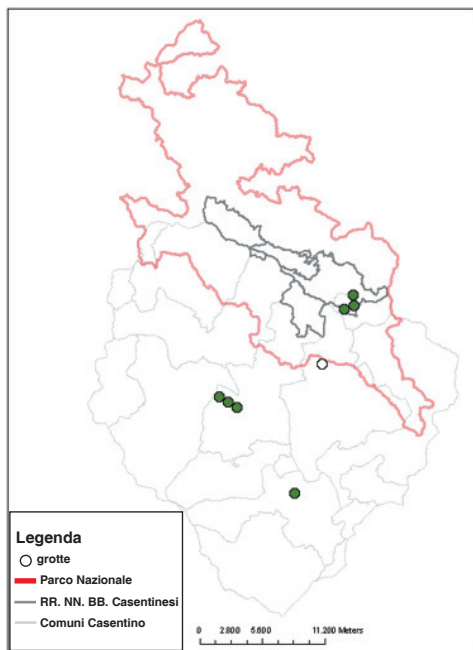 Legenda
grotte
Parco Nazionale
RR. NN. BB. Casentinesi
Comuni Casentino
0 2.800 5.600 11.200 Meters